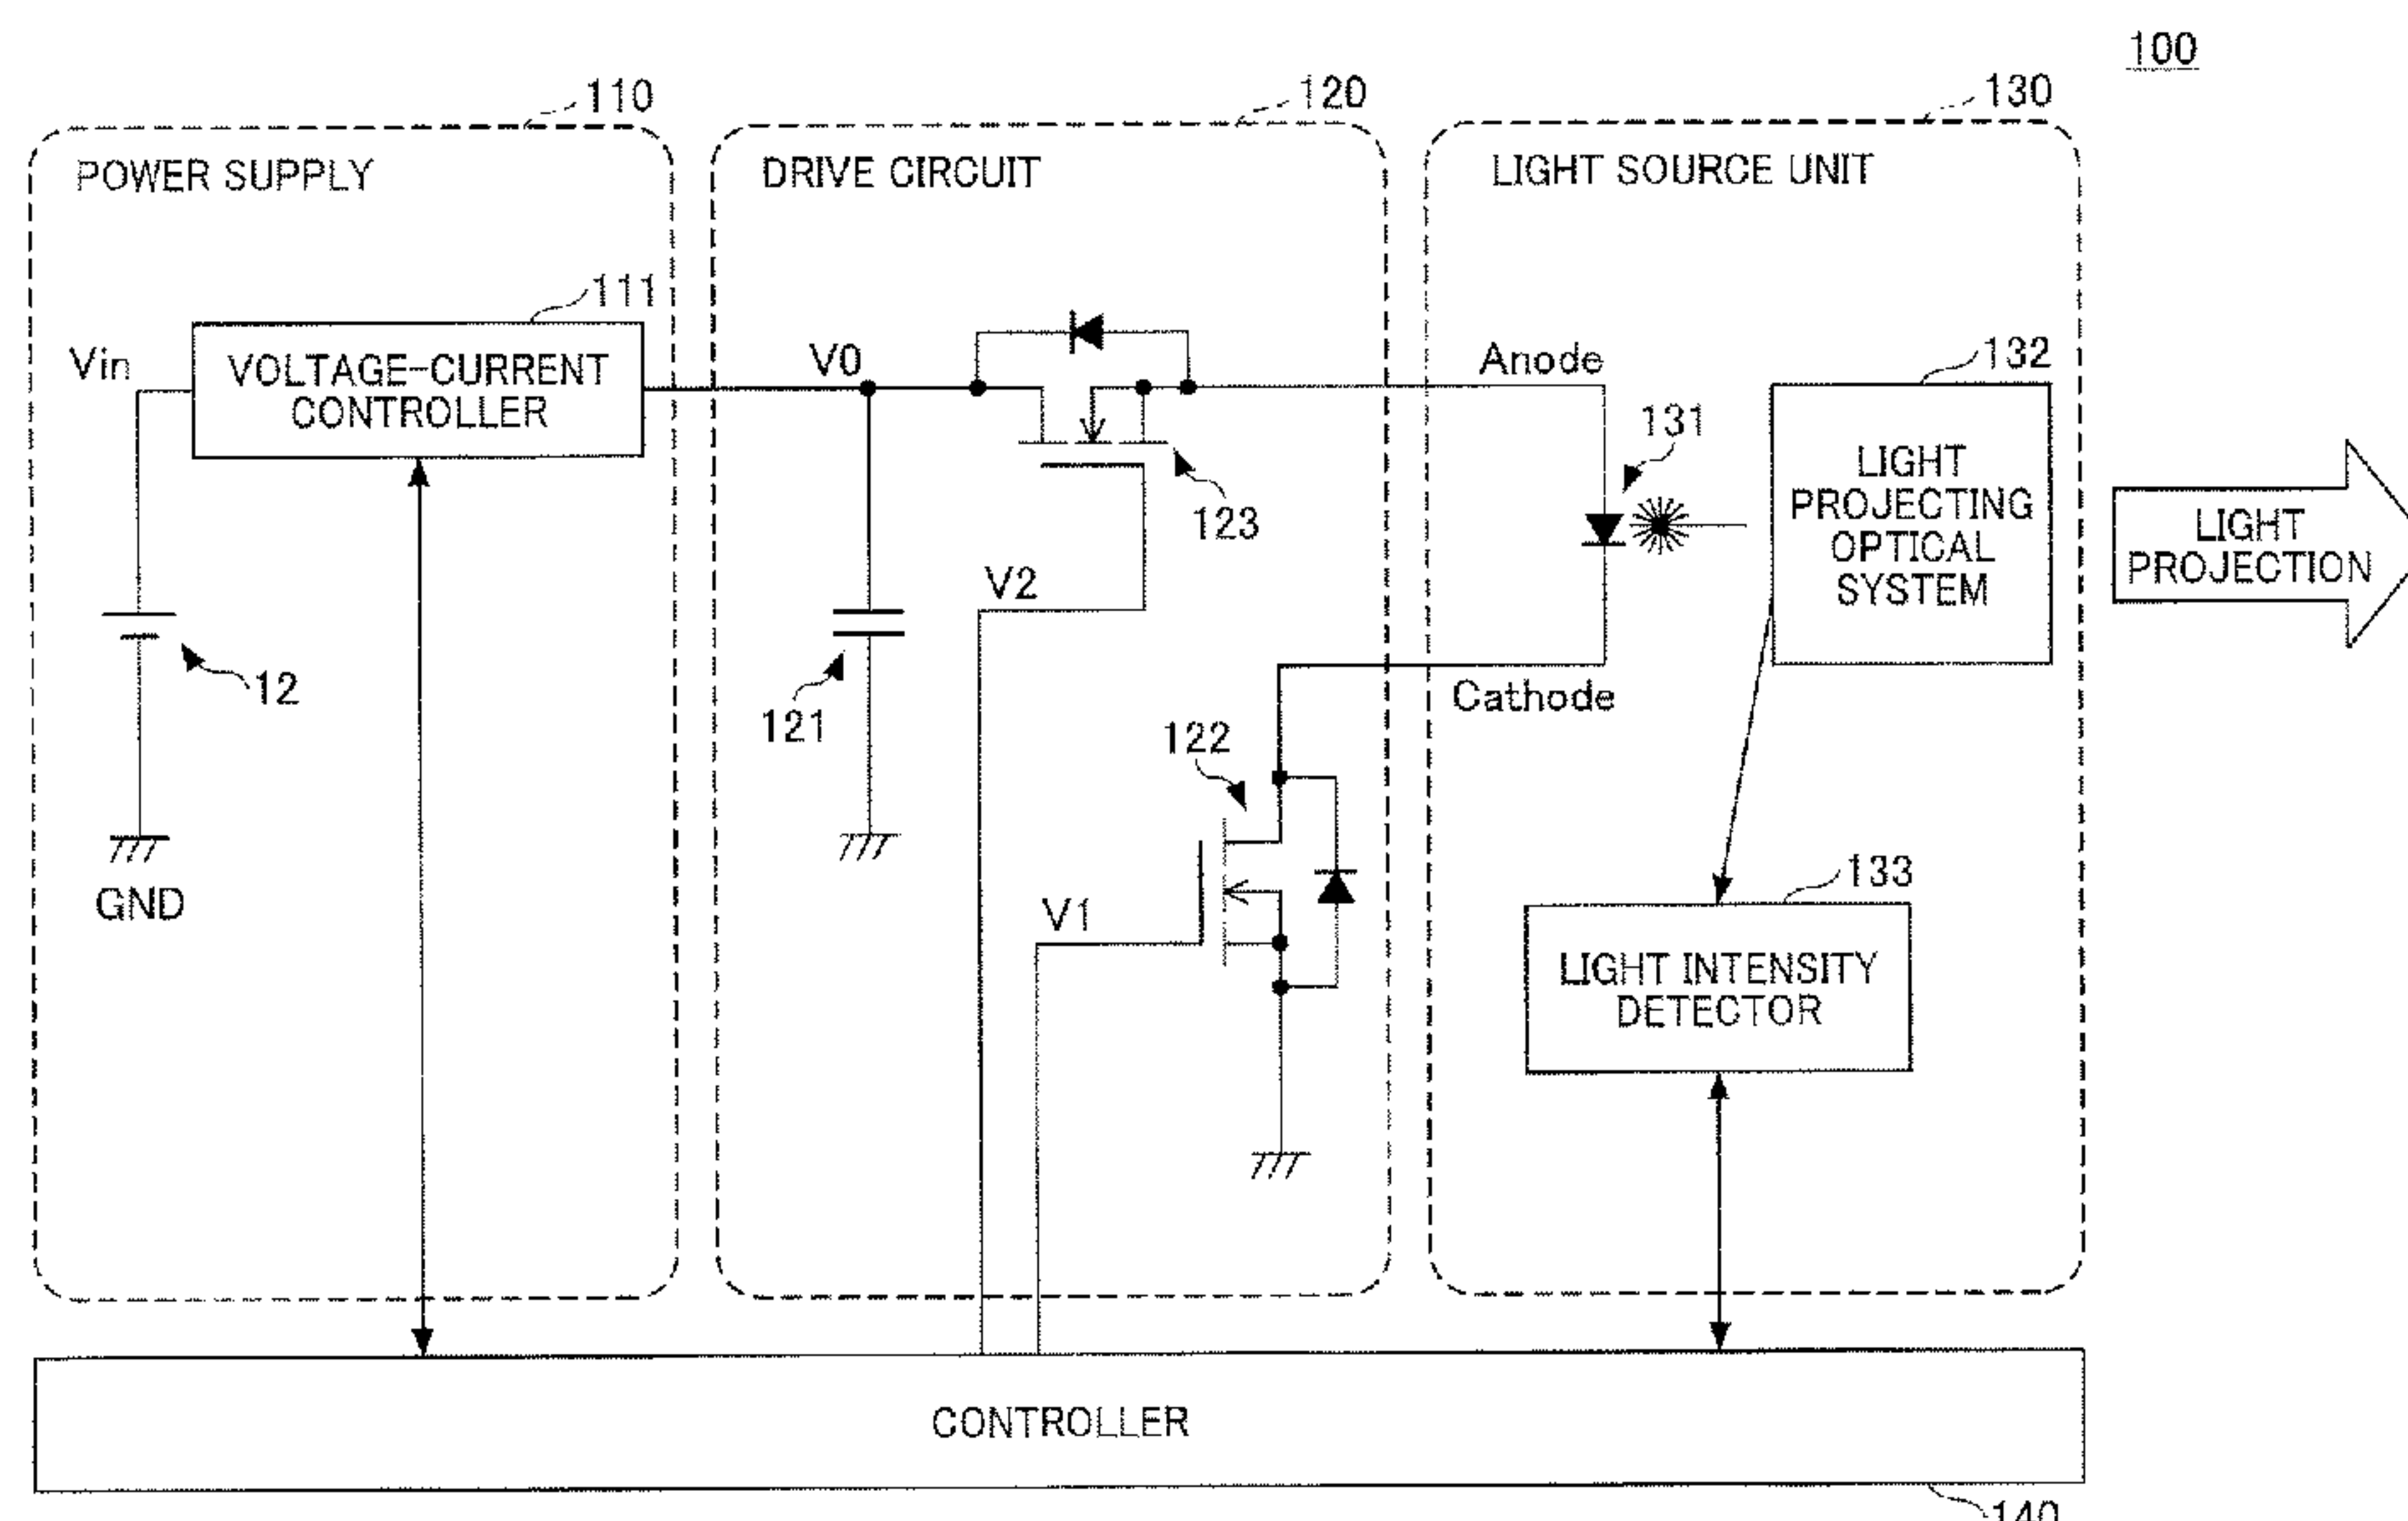 100
110
120
130
POWER SUPPLY
DRIVE CIRCUIT
LIGHT SOURCE UNIT
111
Vin
VOLTAGE-CURRENT
CONTROLLER
V0
Anode
132
131
LIGHT
PROJECTING
OPTICAL
SYSTEM
123
LIGHT
PROJECTION
V2
12
121
Cathode
122
GND
V1
133
LIGHT INTENSITY
DETECTOR
CONTROLLER
140